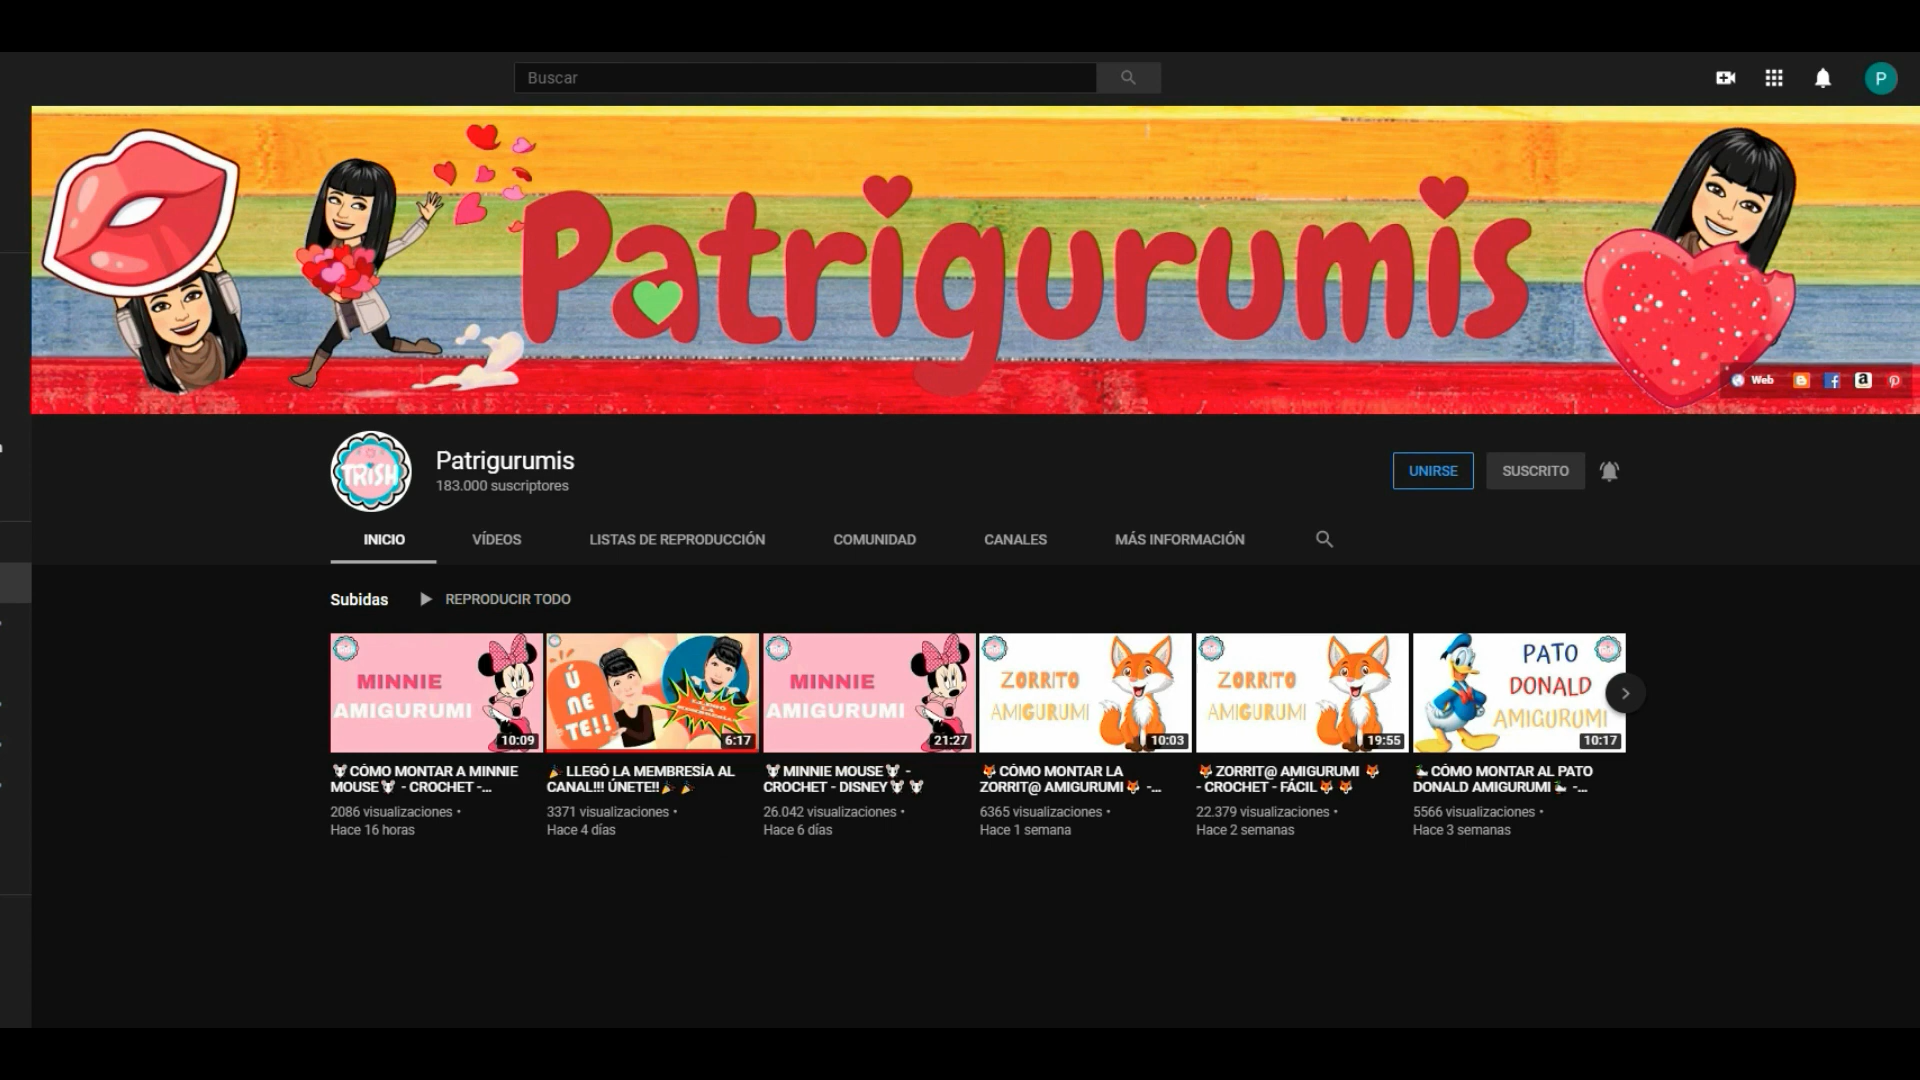 Buscar
P
Patrigurumis
Web
TRISH
Patrigurumis
183.000 suscriptores
UNIRSE
SUSCRITO
INICIO
VÍDEOS
LISTAS DE REPRODUCCIÓN
COMUNIDAD
CANALES
MÁS INFORMACIÓN
Subidas
REPRODUCIR TODO
MINNIE
AMIGURUMI
10:09
Ú
NE
TE!!
6:17
MINNIE
AMIGURUMI
21:27
ZORRITO
AMIGURUMI
10:03
ZORRITO
AMIGURUMI
19:55
PATO
DONALD
AMIGURUMI
10:17
🐭CÓMO MONTAR A MINNIE
MOUSE🐭 - CROCHET -...
2086 visualizaciones •
Hace 16 horas
🎉 LLEGÓ LA MEMBRESÍA AL
CANAL!!! ÚNETE!!🎉 🎉
3371 visualizaciones •
Hace 4 días
🐭MINNIE MOUSE🐭 -
CROCHET - DISNEY🐭 🐭
26.042 visualizaciones •
Hace 6 días
🦊CÓMO MONTAR LA
ZORRIT@ AMIGURUMI🦊 -...
6365 visualizaciones •
Hace 1 semana
🦊ZORRIT@ AMIGURUMI 🦊
- CROCHET - FÁCIL🦊 🦊
22.379 visualizaciones •
Hace 2 semanas
🦆CÓMO MONTAR AL PATO
DONALD AMIGURUMI🦆 -...
5566 visualizaciones •
Hace 3 semanas